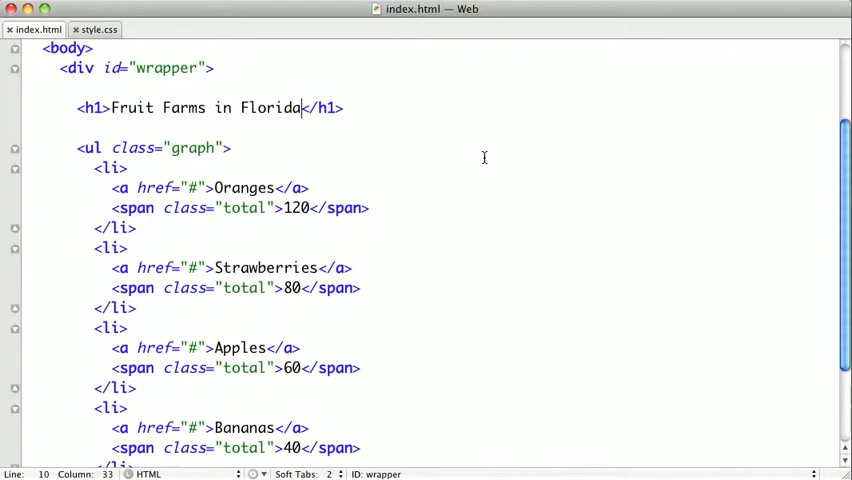 index.html — Web
index.html
style.css
<body>
<div id="wrapper">
<h1>Fruit Farms in Florida</h1>
<ul class="graph">
<li>
<a href="#">Oranges</a>
<span class="total">120</span>
</li>
<li>
<a href="#">Strawberries</a>
<span class="total">80</span>
</li>
<li>
<a href="#">Apples</a>
<span class="total">60</span>
</li>
<li>
<a href="#">Bananas</a>
<span class="total">40</span>
</li>
Line: 10 Column: 33 HTML Soft Tabs: 2 ID: wrapper